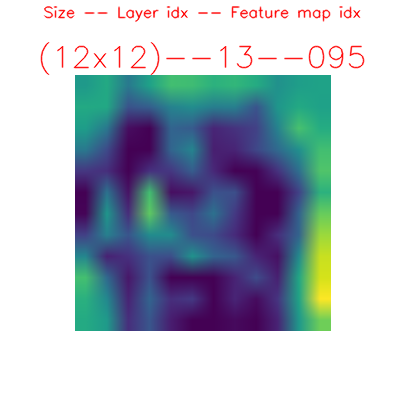 Size -- Layer idx -- Feature map idx
(12x12)--13--095